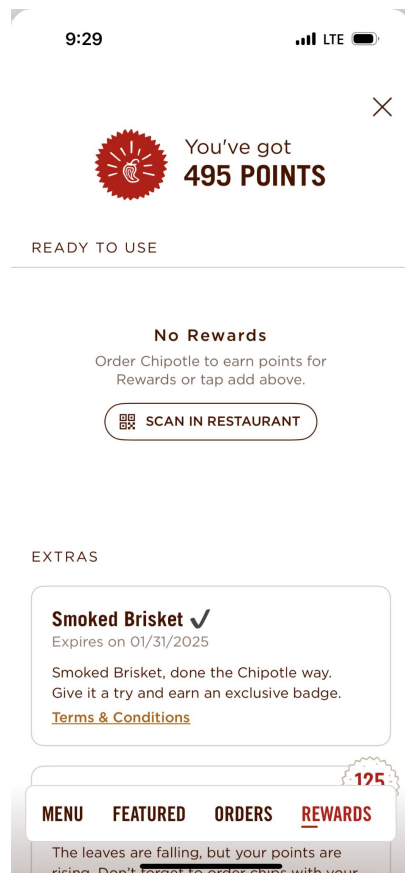 9:29
LTE
You've got
495 POINTS
READY TO USE
No Rewards
Order Chipotle to earn points for
Rewards or tap add above.
SCAN IN RESTAURANT
EXTRAS
Smoked Brisket ✔
Expires on 01/31/2025
Smoked Brisket, done the Chipotle way.
Give it a try and earn an exclusive badge.
Terms & Conditions
125
MENU FEATURED ORDERS REWARDS
The leaves are falling, but your points are
rising. Don't forget to order chips with your